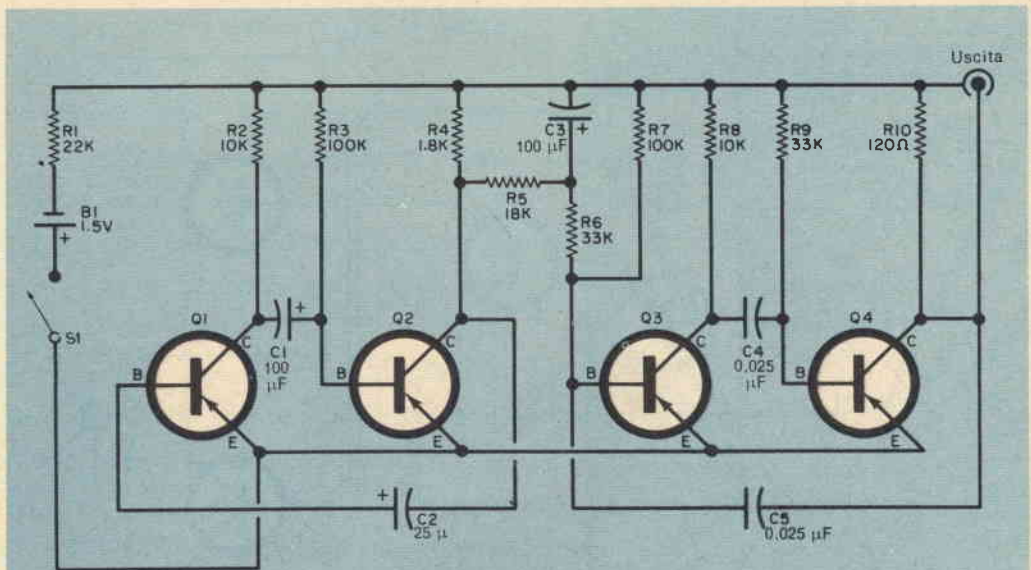 Uscita
R1
22K
R2
10K
R3
100K
R4
1.8K
C3
100 µF
+
R7
100K
R8
10K
R9
33K
R10
120Ω
R5
18K
R6
33K
B1
1.5V
+
S1
Q1
C
B
E
C1
100
µF
+
Q2
C
B
E
Q3
C
B
E
C4
0,025
µF
Q4
C
B
E
+
C2
25 µ
C5
0,025 µF